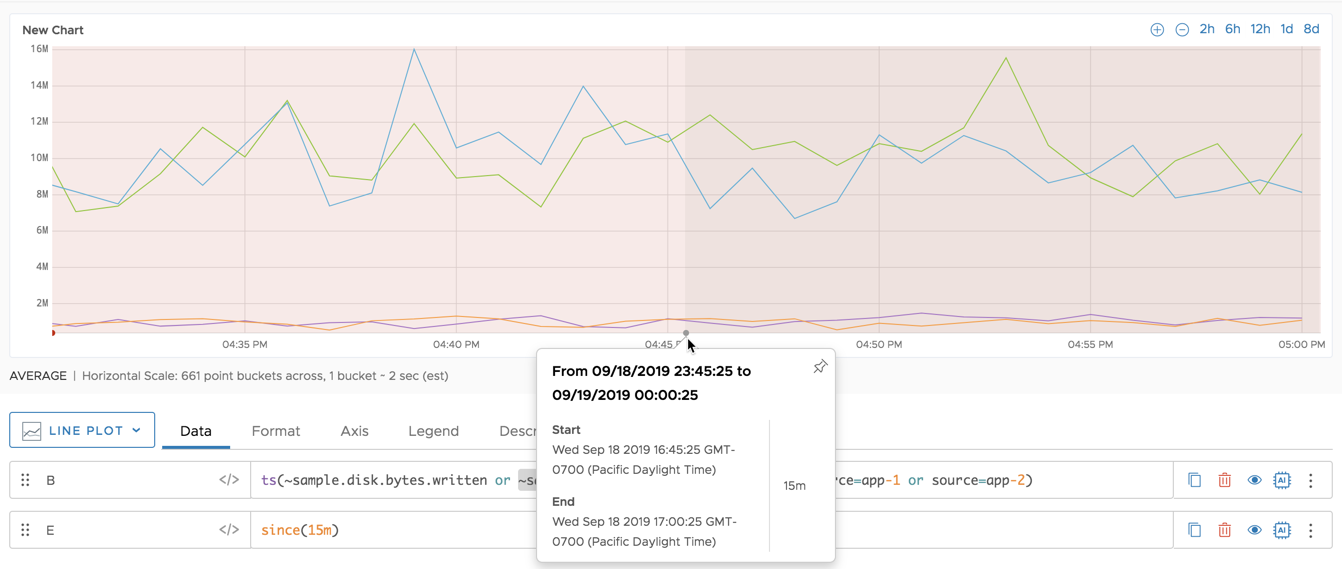 New Chart
2h 6h 12h 1d 8d
16M
14M
12M
10M
8M
6M
4M
2M
04:35 PM 04:40 PM 04:45 04:50 PM 04:55 PM 05:00 PM
AVERAGE | Horizontal Scale: 661 point buckets across, 1 bucket ~ 2 sec (est)
From 09/18/2019 23:45:25 to
09/19/2019 00:00:25
Start
Wed Sep 18 2019 16:45:25 GMT-
0700 (Pacific Daylight Time)
15m
End
Wed Sep 18 2019 17:00:25 GMT-
0700 (Pacific Daylight Time)
LINE PLOT Data Format Axis Legend
B </> ts(~sample.disk.bytes.written or =app-1 or source=app-2) AI
E </> since(15m) AI